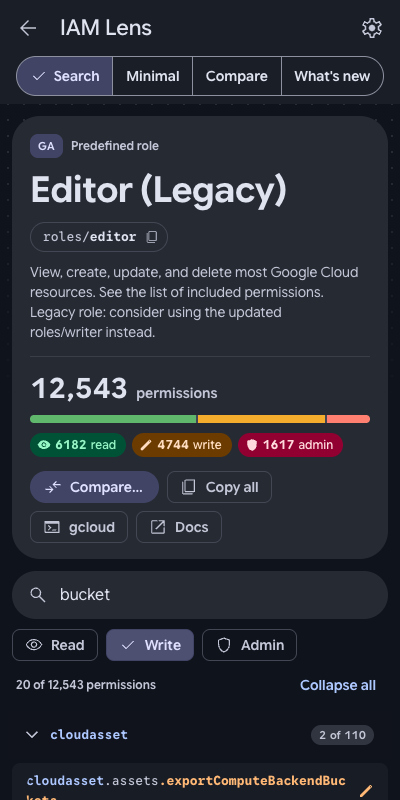 IAM Lens
Search
Minimal
Compare
What's new
GA
Predefined role
Editor (Legacy)
roles/editor
View, create, update, and delete most Google Cloud
resources. See the list of included permissions.
Legacy role: consider using the updated
roles/writer instead.
12,543 permissions
6182 read
4744 write
1617 admin
Compare...
Copy all
gcloud
Docs
bucket
Read
Write
Admin
20 of 12,543 permissions
Collapse all
cloudasset
2 of 110
cloudasset.assets.exportComputeBackendBuc
kets